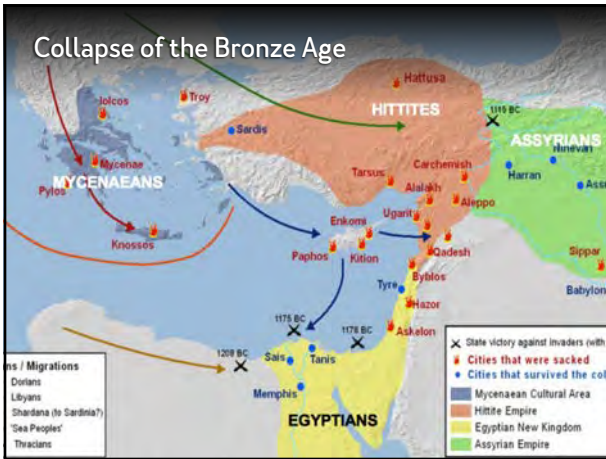 Collapse of the Bronze Age
Hattusa
HITTITES
1115 BC
Iolcos
Troy
Sardis
ASSYRIANS
Ninevah
Harran
Assu
Mycenae
MYCENAEANS
Pylos
Knossos
Tarsus
Carchemish
Alalakh
Aleppo
Ugarit
Enkomi
Paphos
Kition
Qadesh
Byblos
Sippar
Babylon
Tyre
Hazor
Askelon
1175 BC
1178 BC
1208 BC
Sais
Tanis
Memphis
EGYPTIANS
ns / Migrations
Dorians
Libyans
Shardana (to Sardinia?)
'Sea Peoples'
Thracians
State victory against Invaders (with
Cities that were sacked
Cities that survived the col
Mycenaean Cultural Area
Hittite Empire
Egyptian New Kingdom
Assyrian Empire